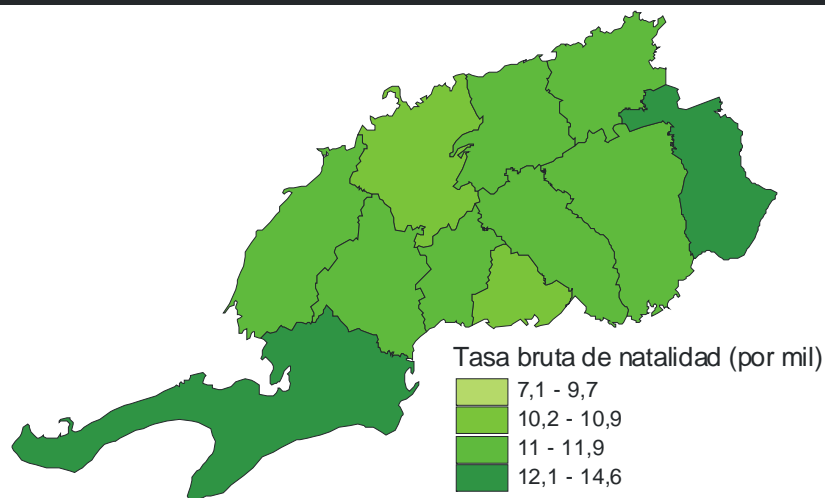 Tasa bruta de natalidad (por mil)
7,1 - 9,7
10,2 - 10,9
11 - 11,9
12,1 - 14,6